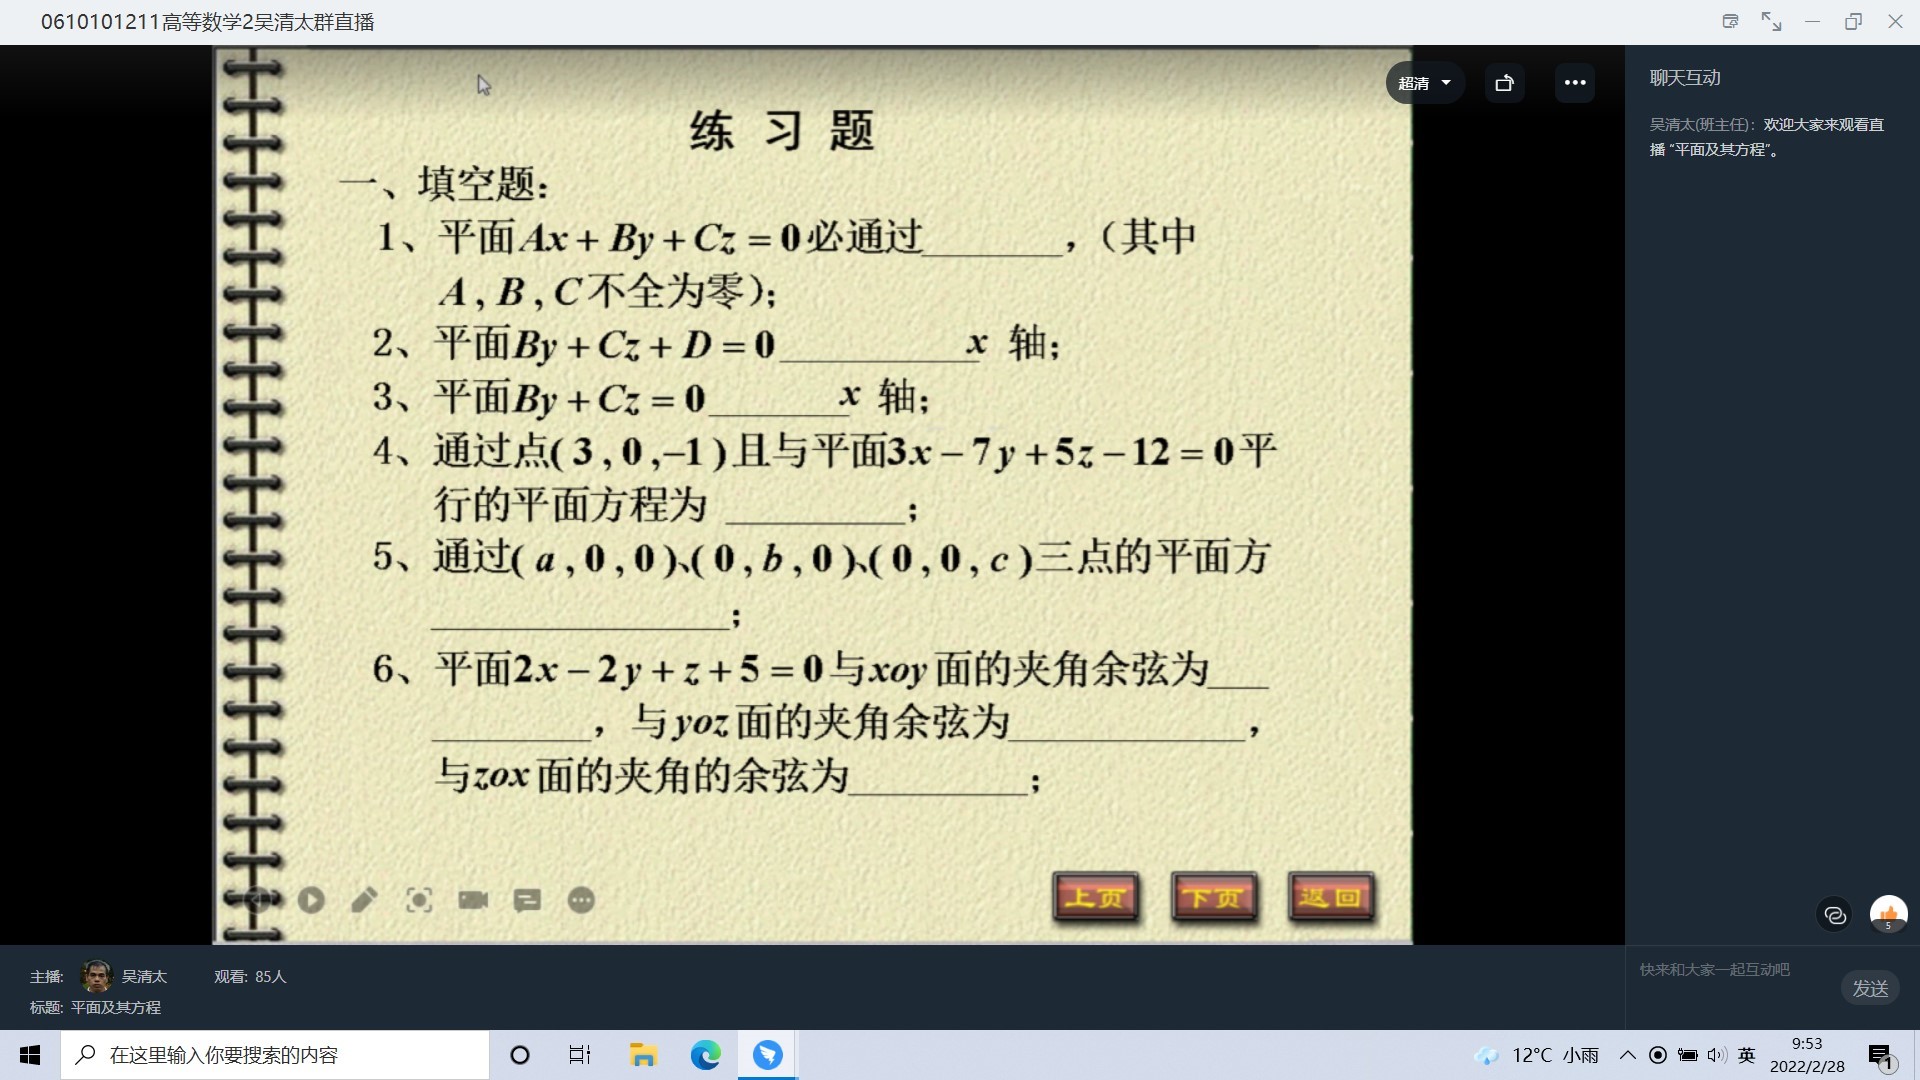 0610101211高等数学2吴清太群直播
超清
聊天互动
吴清太(班主任): 欢迎大家来观看直
播 “平面及其方程”。
练 习 题
一、填空题:
1、平面Ax + By + Cz = 0必通过_______,(其中
A , B , C不全为零);
2、平面By + Cz + D = 0__________x 轴;
3、平面By + Cz = 0_______x 轴;
4、通过点( 3 , 0 ,−1 )且与平面3x − 7y + 5z − 12 = 0平
行的平面方程为 _________;
5、通过( a , 0 , 0 )、( 0 , b , 0 )、( 0 , 0 , c )三点的平面方
_______________;
6、平面2x − 2y + z + 5 = 0与xoy 面的夹角余弦为___
________, 与yoz面的夹角余弦为____________,
与zox面的夹角的余弦为_________;
上页 下页 返回
5
主播: 吴清太 观看: 85人
标题: 平面及其方程
快来和大家一起互动吧
发送
在这里输入你要搜索的内容
12°C 小雨 英 9:53
2022/2/28
1